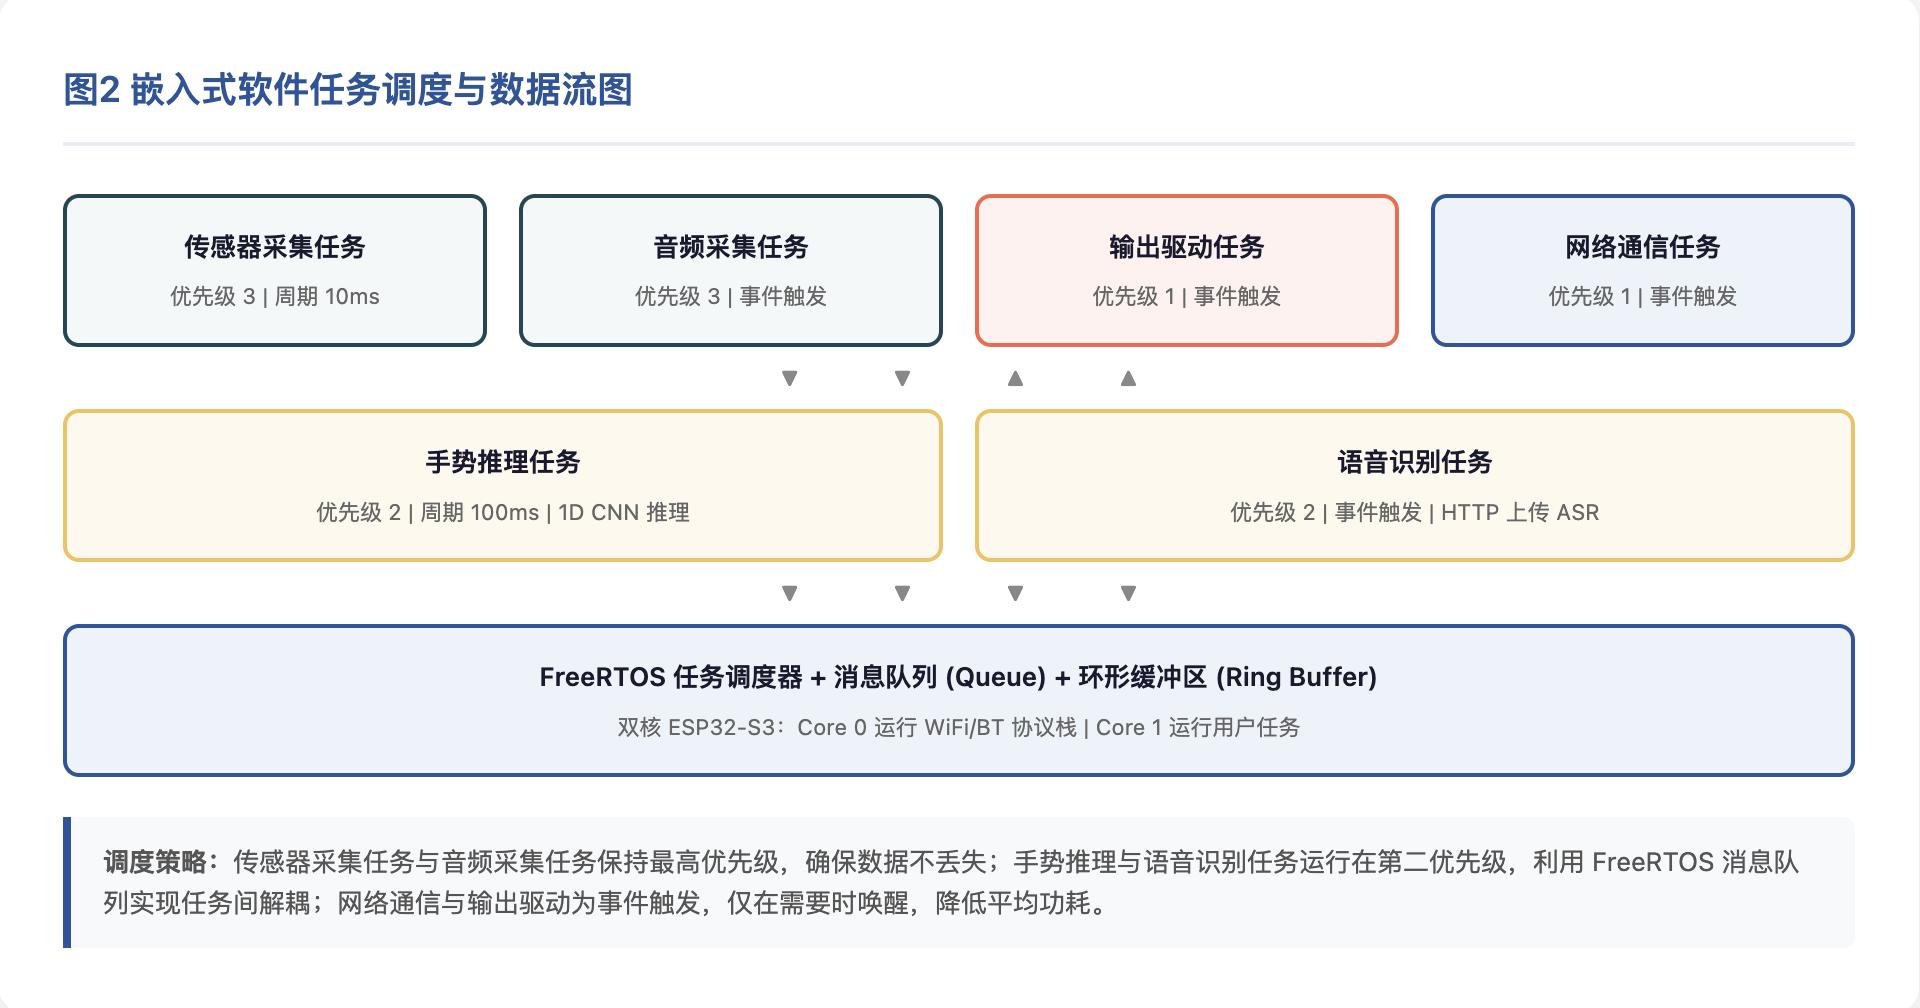 图2 嵌入式软件任务调度与数据流图
传感器采集任务
优先级 3 | 周期 10ms
音频采集任务
优先级 3 | 事件触发
输出驱动任务
优先级 1 | 事件触发
网络通信任务
优先级 1 | 事件触发
手势推理任务
优先级 2 | 周期 100ms | 1D CNN 推理
语音识别任务
优先级 2 | 事件触发 | HTTP 上传 ASR
FreeRTOS 任务调度器 + 消息队列 (Queue) + 环形缓冲区 (Ring Buffer)
双核 ESP32-S3：Core 0 运行 WiFi/BT 协议栈 | Core 1 运行用户任务
调度策略：传感器采集任务与音频采集任务保持最高优先级，确保数据不丢失；手势推理与语音识别任务运行在第二优先级，利用 FreeRTOS 消息队
列实现任务间解耦；网络通信与输出驱动为事件触发，仅在需要时唤醒，降低平均功耗。